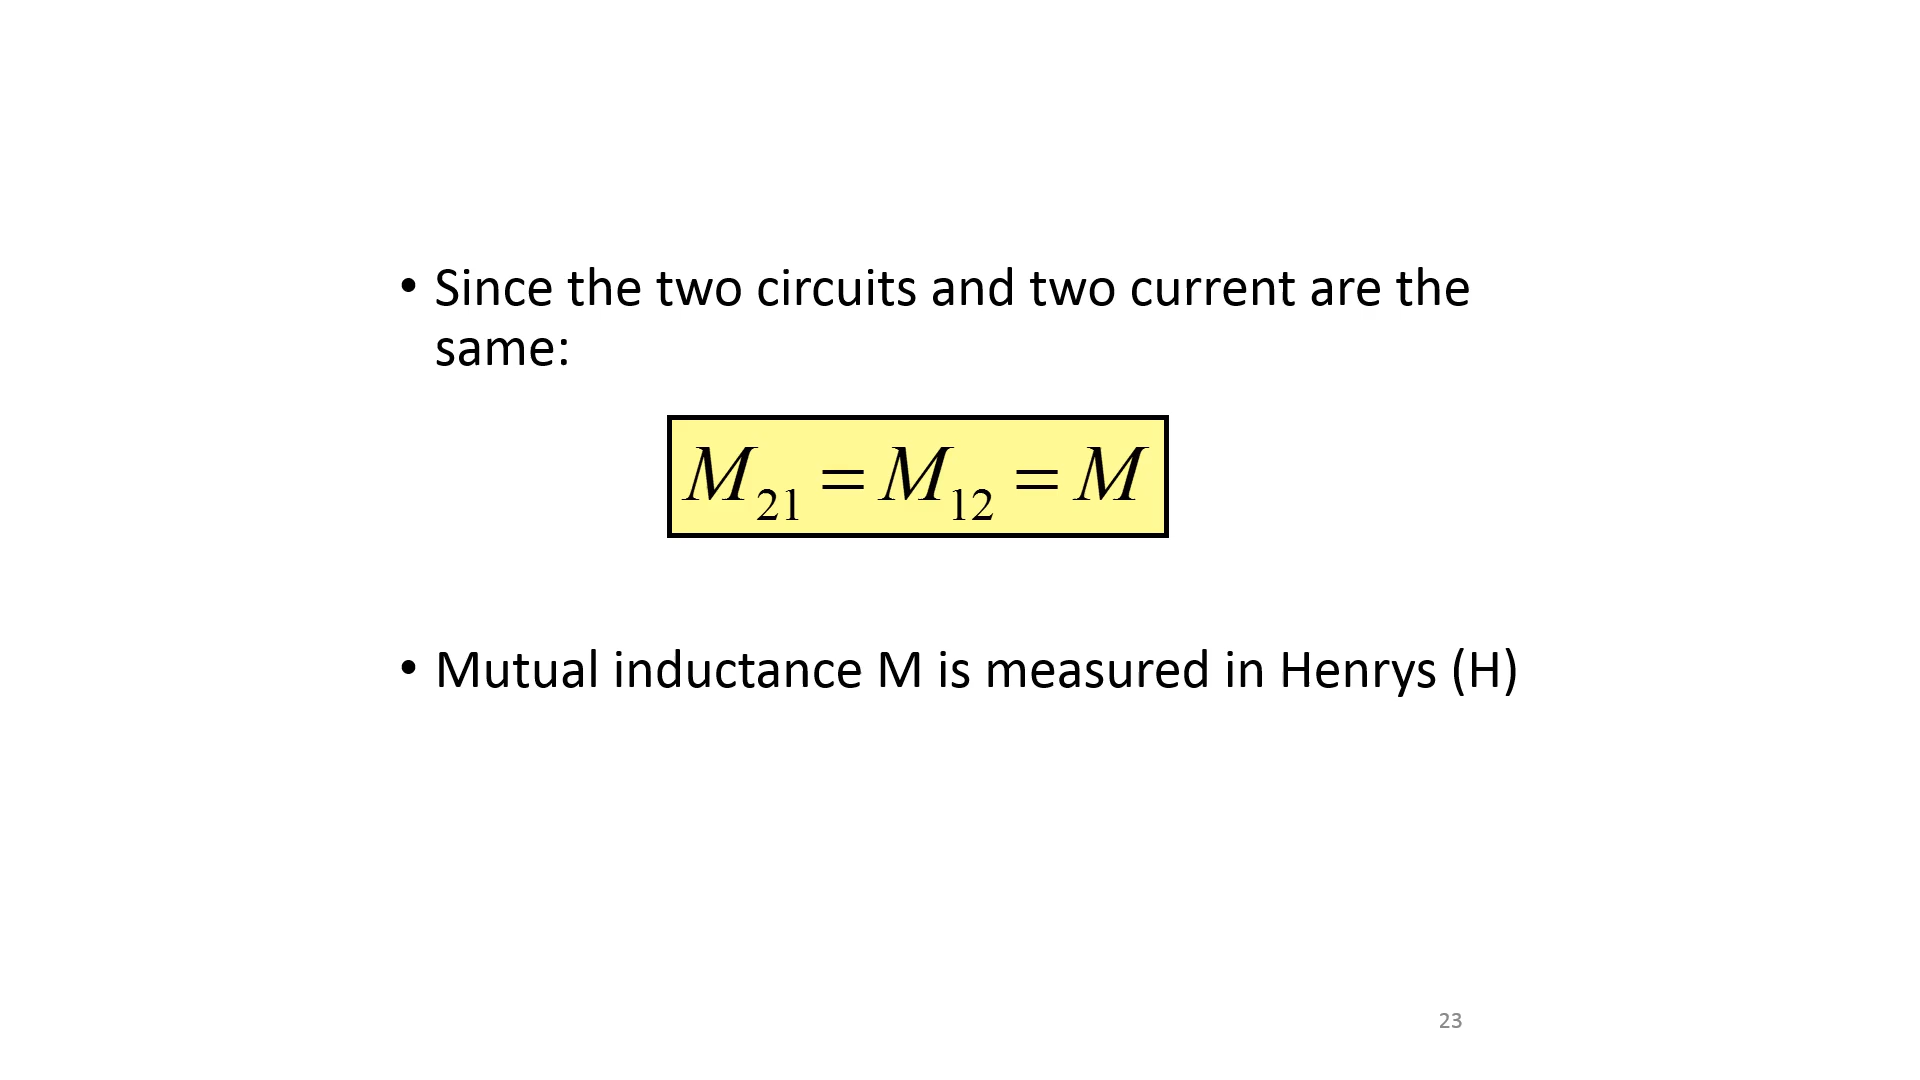 • Since the two circuits and two current are the
same:
M₂₁ = M₁₂ = M
• Mutual inductance M is measured in Henrys (H)
23